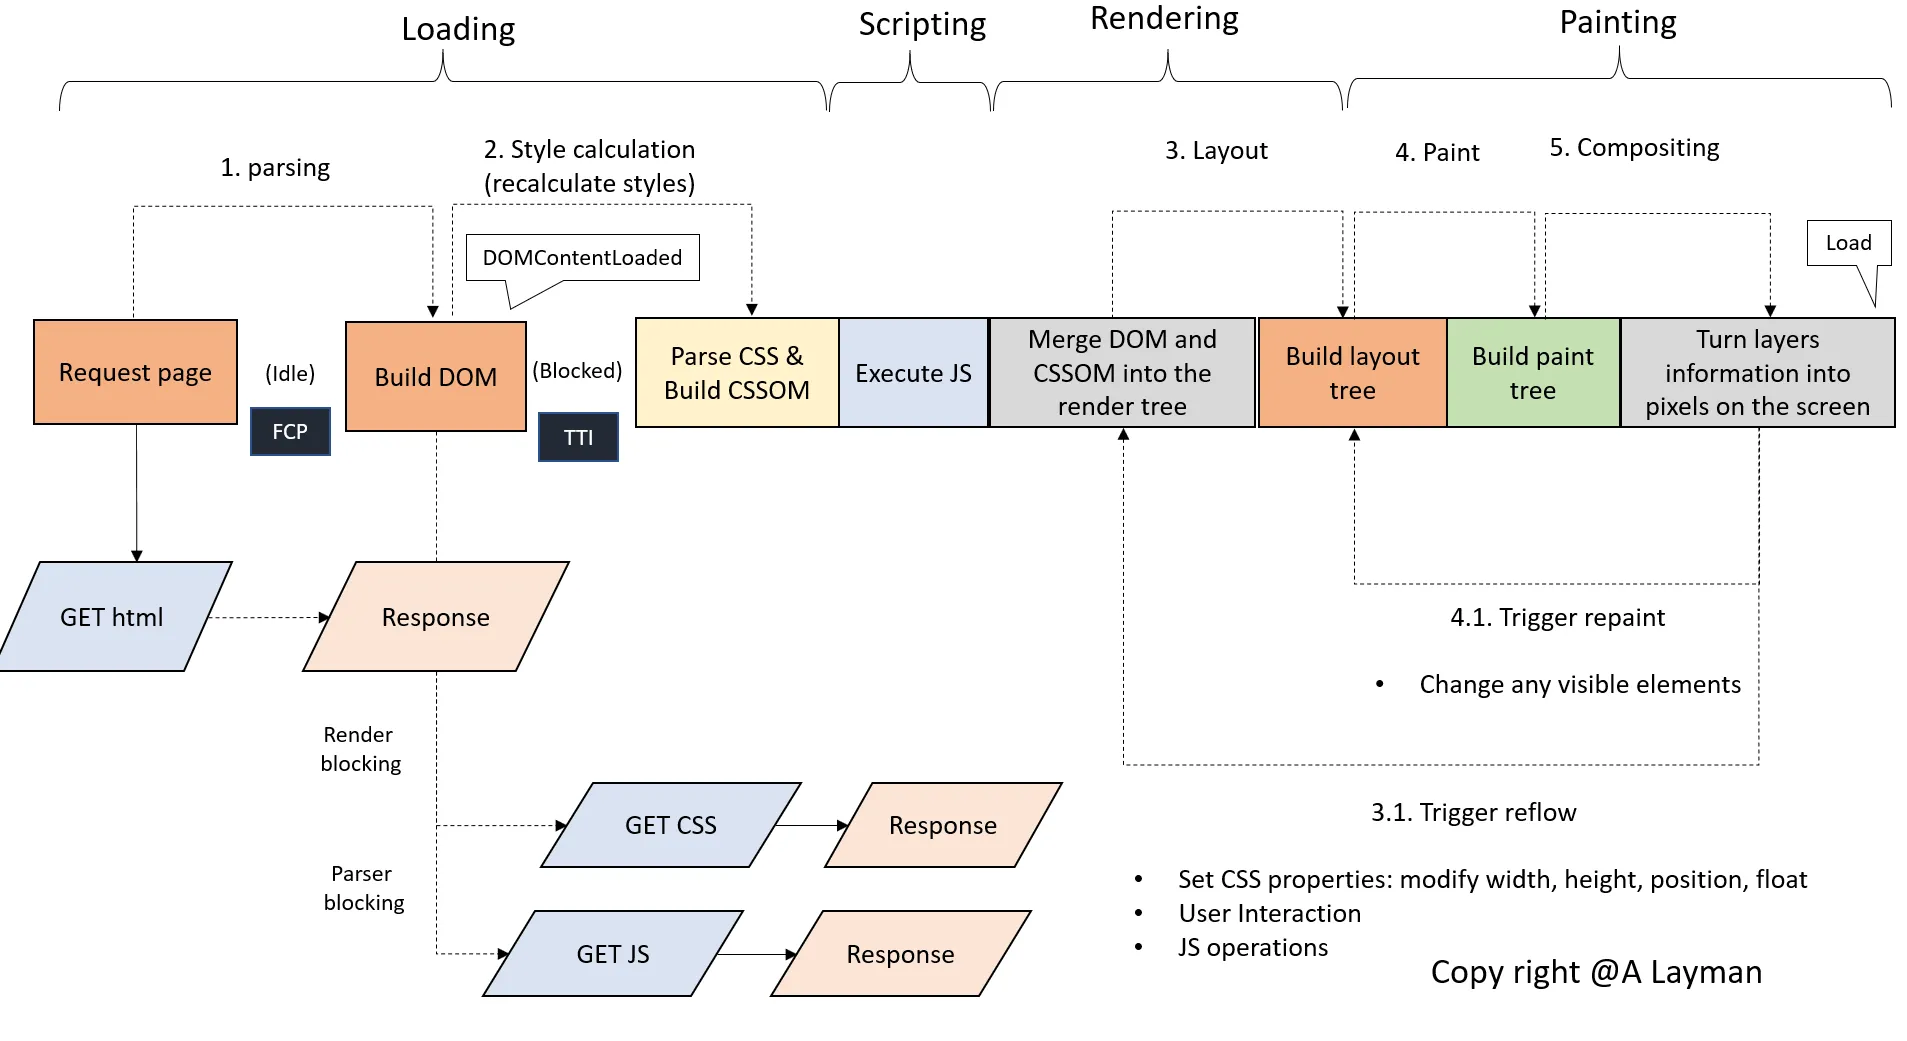 Loading
Scripting
Rendering
Painting
1. parsing
2. Style calculation
(recalculate styles)
3. Layout
4. Paint
5. Compositing
DOMContentLoaded
Load
Request page
(Idle)
FCP
Build DOM
(Blocked)
TTI
Parse CSS &
Build CSSOM
Execute JS
Merge DOM and
CSSOM into the
render tree
Build layout
tree
Build paint
tree
Turn layers
information into
pixels on the screen
GET html
Response
4.1. Trigger repaint
• Change any visible elements
Render
blocking
GET CSS
Response
3.1. Trigger reflow
Parser
blocking
GET JS
Response
• Set CSS properties: modify width, height, position, float
• User Interaction
• JS operations
Copy right @A Layman